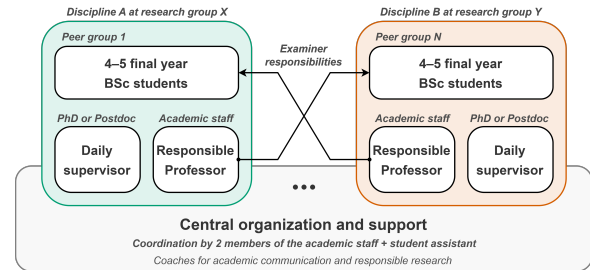 Discipline A at research group X
Peer group 1
4–5 final year
BSc students
PhD or Postdoc
Daily
supervisor
Academic staff
Responsible
Professor
Examiner
responsibilities
Discipline B at research group Y
Peer group N
4–5 final year
BSc students
Academic staff
Responsible
Professor
PhD or Postdoc
Daily
supervisor
Central organization and support
Coordination by 2 members of the academic staff + student assistant
Coaches for academic communication and responsible research